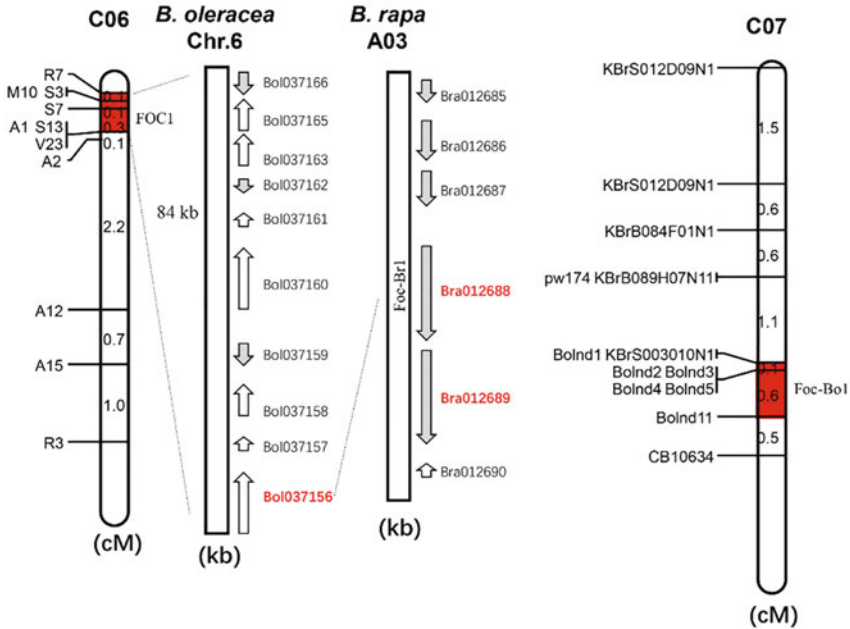 C06
R7
M10 S3
S7
A1 S13
V23
A2
A12
A15
R3
0.1
0.1
0.3
0.1
2.2
0.7
1.0
FOC1
(cM)
B. oleracea
Chr.6
84 kb
Bol037166
Bol037165
Bol037163
Bol037162
Bol037161
Bol037160
Bol037159
Bol037158
Bol037157
Bol037156
(kb)
B. rapa
A03
Foc-Br1
Bra012685
Bra012686
Bra012687
Bra012688
Bra012689
Bra012690
(kb)
C07
KBrS012D09N1
KBrS012D09N1
KBrB084F01N1
pw174 KBrB089H07N11
BoInd1 KBrS003010N1
BoInd2 BoInd3
BoInd4 BoInd5
BoInd11
CB10634
1.5
0.6
0.6
1.1
0.1
0.6
0.5
Foc-Bo1
(cM)